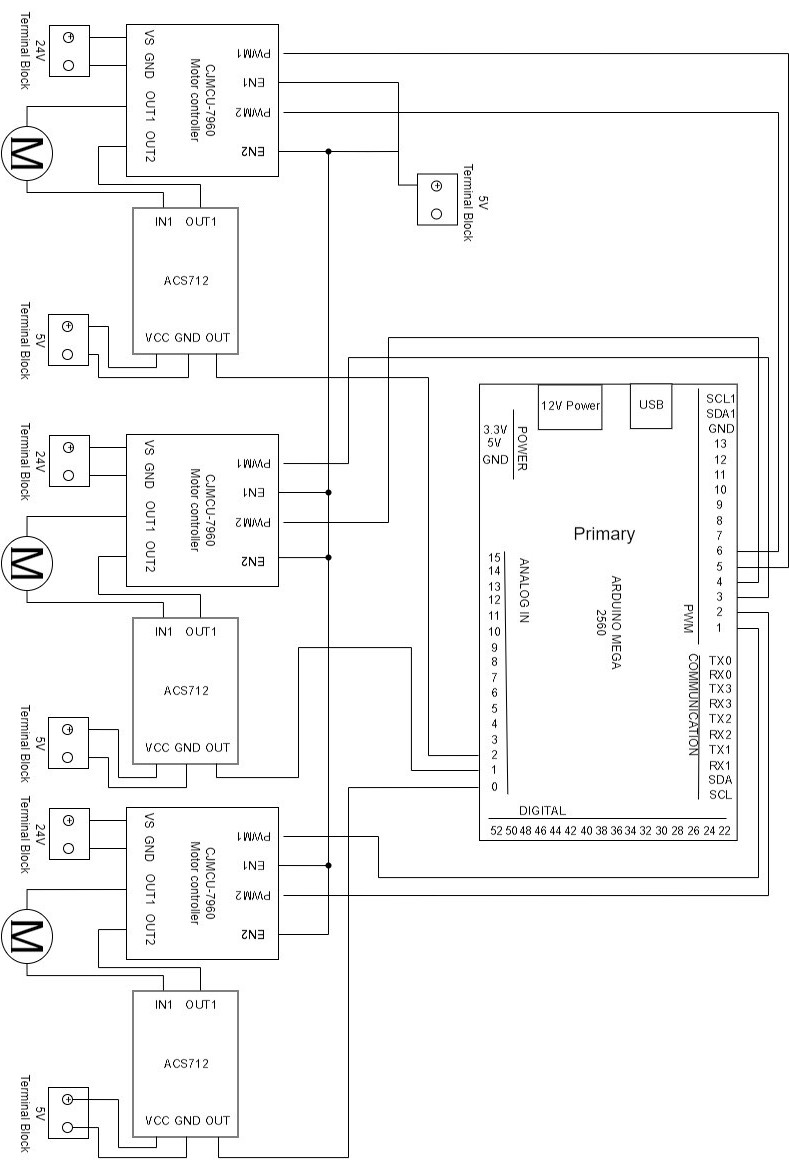 24V
Terminal Block
VS
GND
OUT1
OUT2
CJMCU-7960
Motor controller
PWM1
EN1
PWM2
EN2
M
5V
Terminal Block
IN1 OUT1
ACS712
VCC GND OUT
5V
Terminal Block
24V
Terminal Block
VS
GND
OUT1
OUT2
CJMCU-7960
Motor controller
PWM1
EN1
PWM2
EN2
M
IN1 OUT1
ACS712
VCC GND OUT
5V
Terminal Block
24V
Terminal Block
VS
GND
OUT1
OUT2
CJMCU-7960
Motor controller
PWM1
EN1
PWM2
EN2
M
IN1 OUT1
ACS712
VCC GND OUT
5V
Terminal Block
12V Power
USB
3.3V
5V
GND
POWER
Primary
ARDUINO MEGA
2560
15
14
13
12
11
10
9
8
7
6
5
4
3
2
1
0
ANALOG IN
SCL1
SDA1
GND
13
12
11
10
9
8
7
6
5
4
3
2
1
PWM
TX0
RX0
TX3
RX3
TX2
RX2
TX1
RX1
SDA
SCL
COMMUNICATION
DIGITAL
52 50 48 46 44 42 40 38 36 34 32 30 28 26 24 22